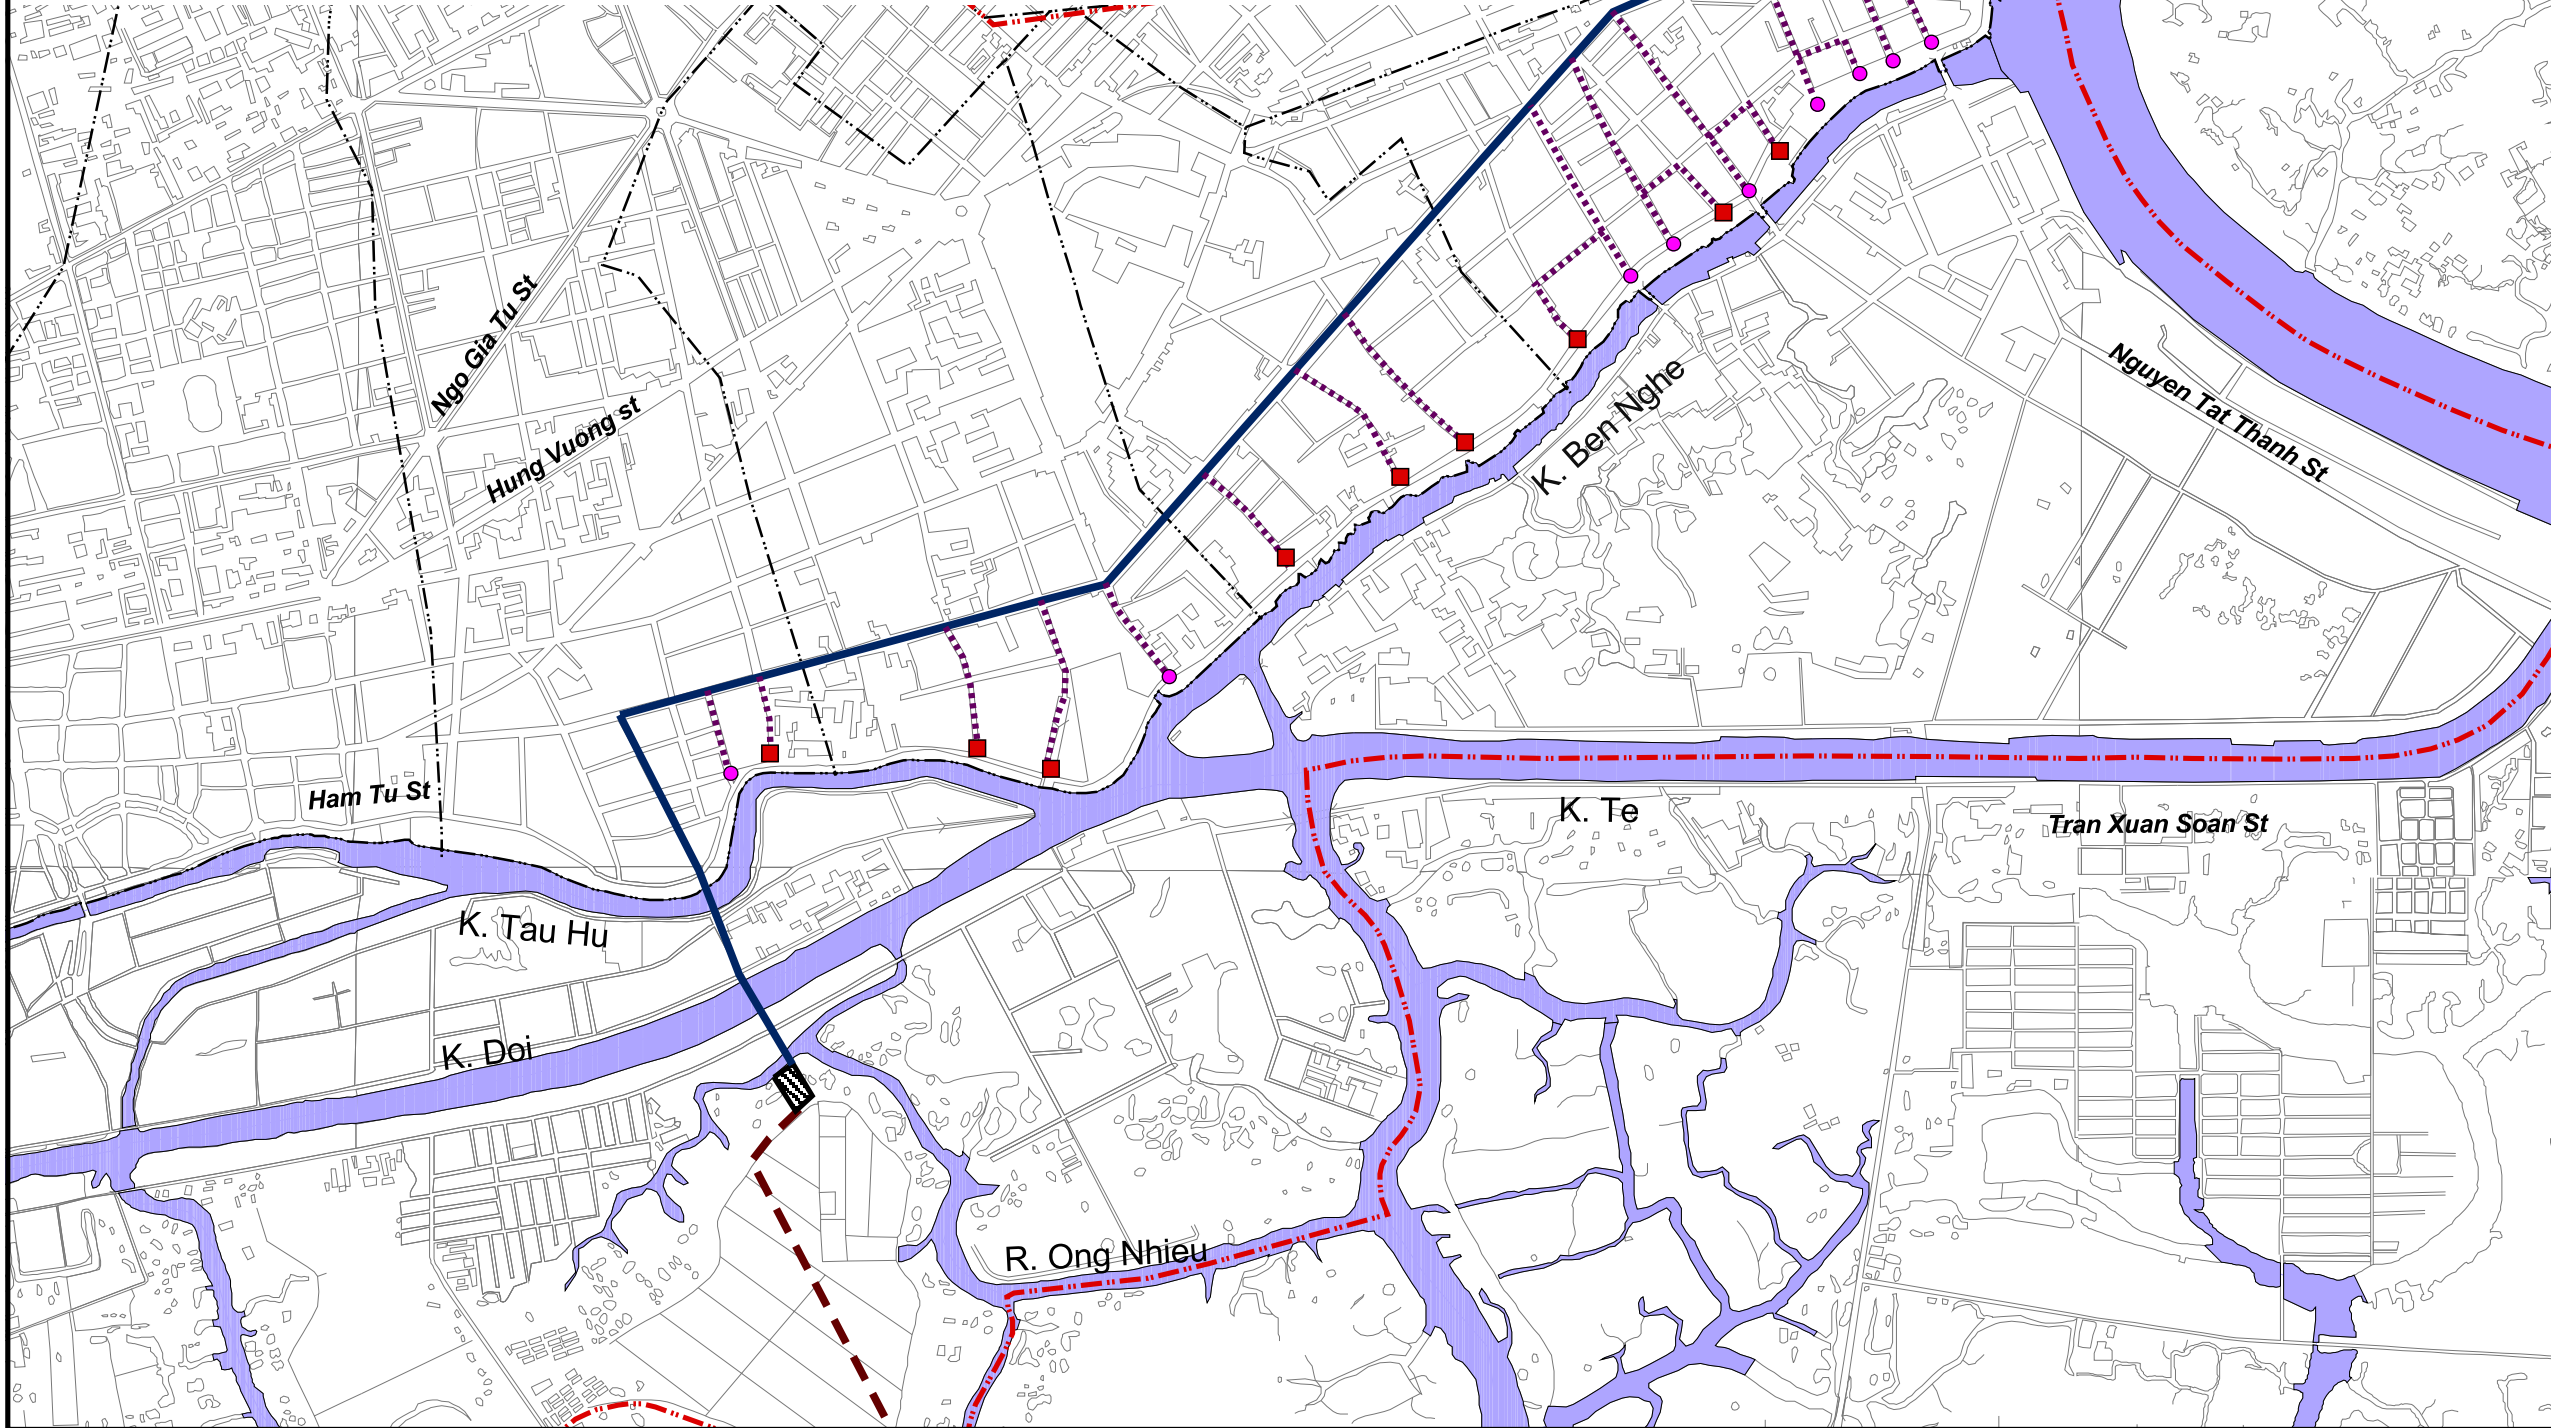 Ngo Gia Tu St
Hung Vuong st
Nguyen Tat Thanh St
K. Ben Nghe
Ham Tu St
K. Te
Tran Xuan Soan St
K. Tau Hu
K. Doi
R. Ong Nhieu